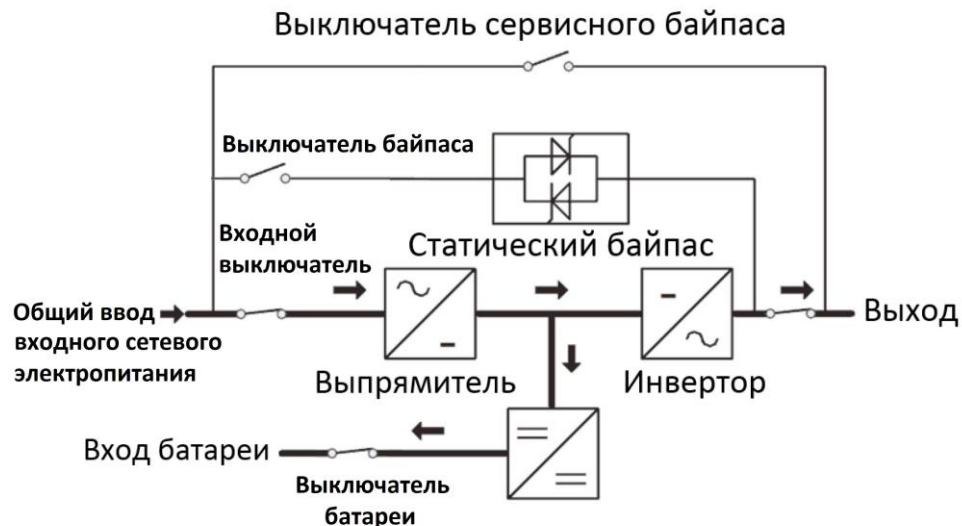 Выключатель сервисного байпаса
Выключатель байпаса
Статический байпас
Входной
выключатель
Общий ввод
входного сетевого
электропитания
Выход
Выпрямитель
Инвертор
Вход батареи
Выключатель
батареи